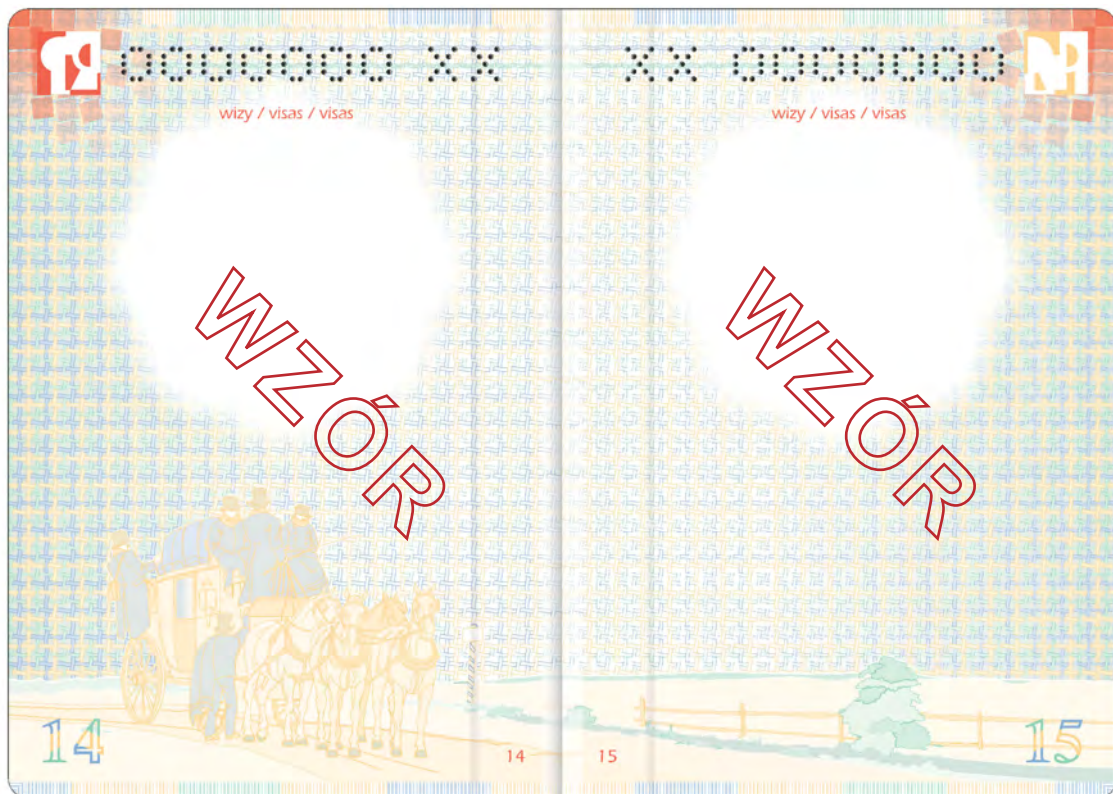 0000000 XX
wizy / visas / visas
WZÓR
14
14
XX 0000000
wizy / visas / visas
WZÓR
15
15